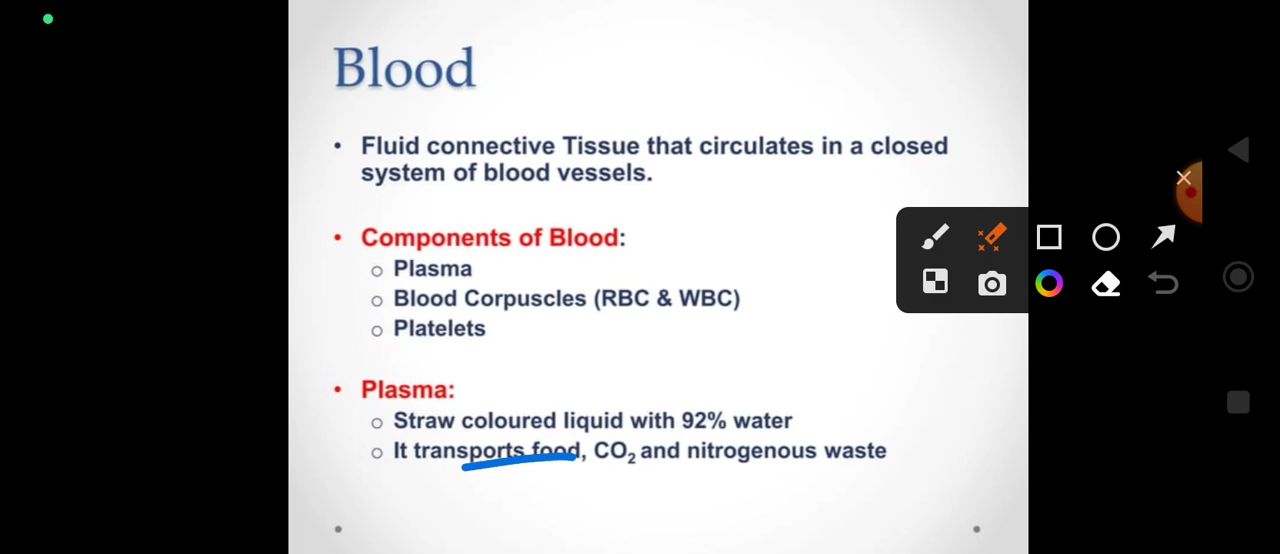 Blood
• Fluid connective Tissue that circulates in a closed
system of blood vessels.
• Components of Blood:
o Plasma
o Blood Corpuscles (RBC & WBC)
o Platelets
• Plasma:
o Straw coloured liquid with 92% water
o It transports food, CO₂ and nitrogenous waste